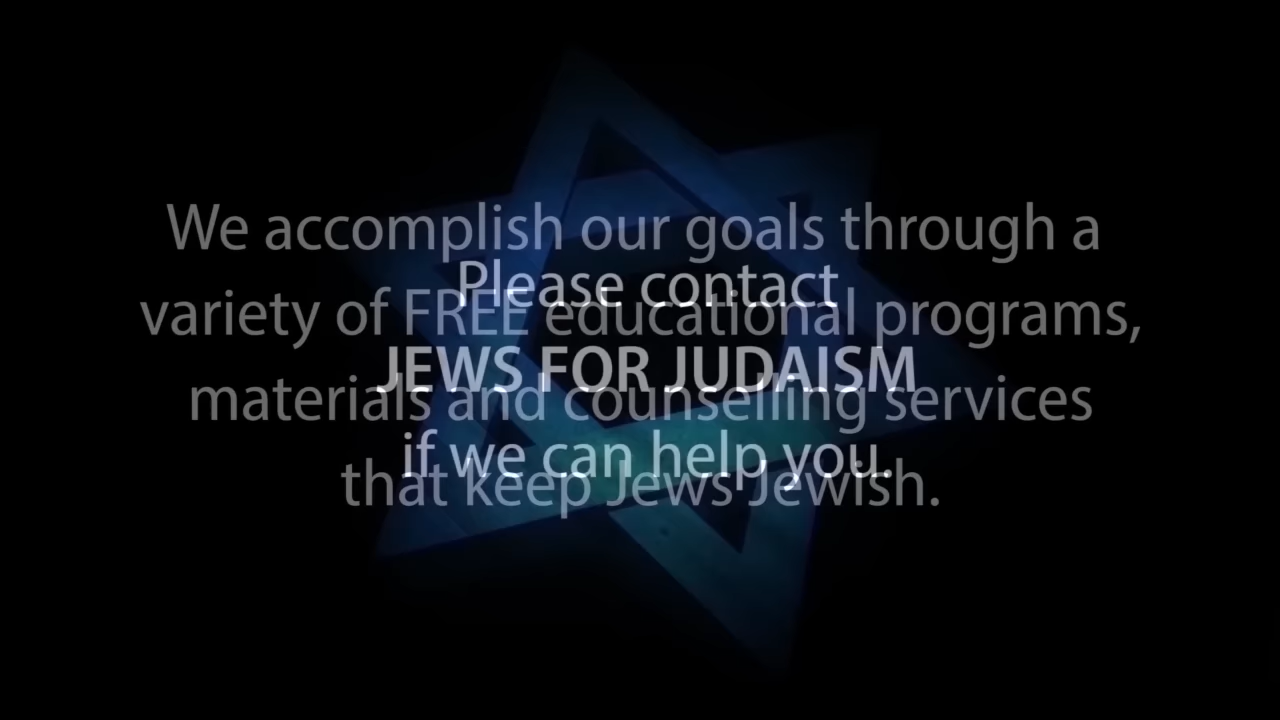 We accomplish our goals through a
variety of FREE educational programs,
materials and counselling services
that keep Jews Jewish.
Please contact
JEWS FOR JUDAISM
if we can help you.